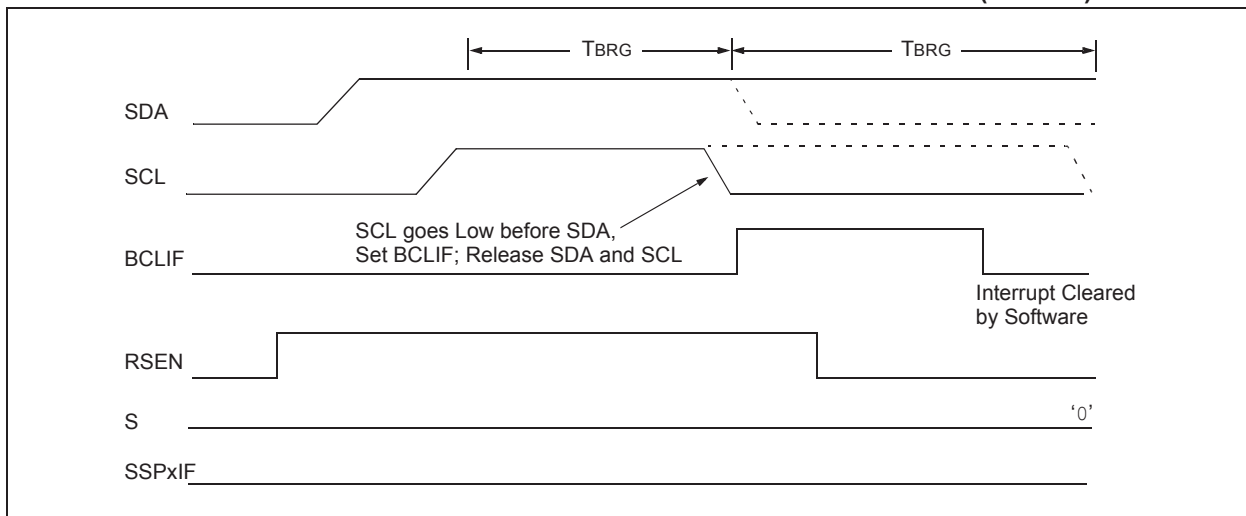 TBRG TBRG
SDA
SCL
SCL goes Low before SDA,
Set BCLIF; Release SDA and SCL
BCLIF
Interrupt Cleared
by Software
RSEN
S
'0'
SSPxIF